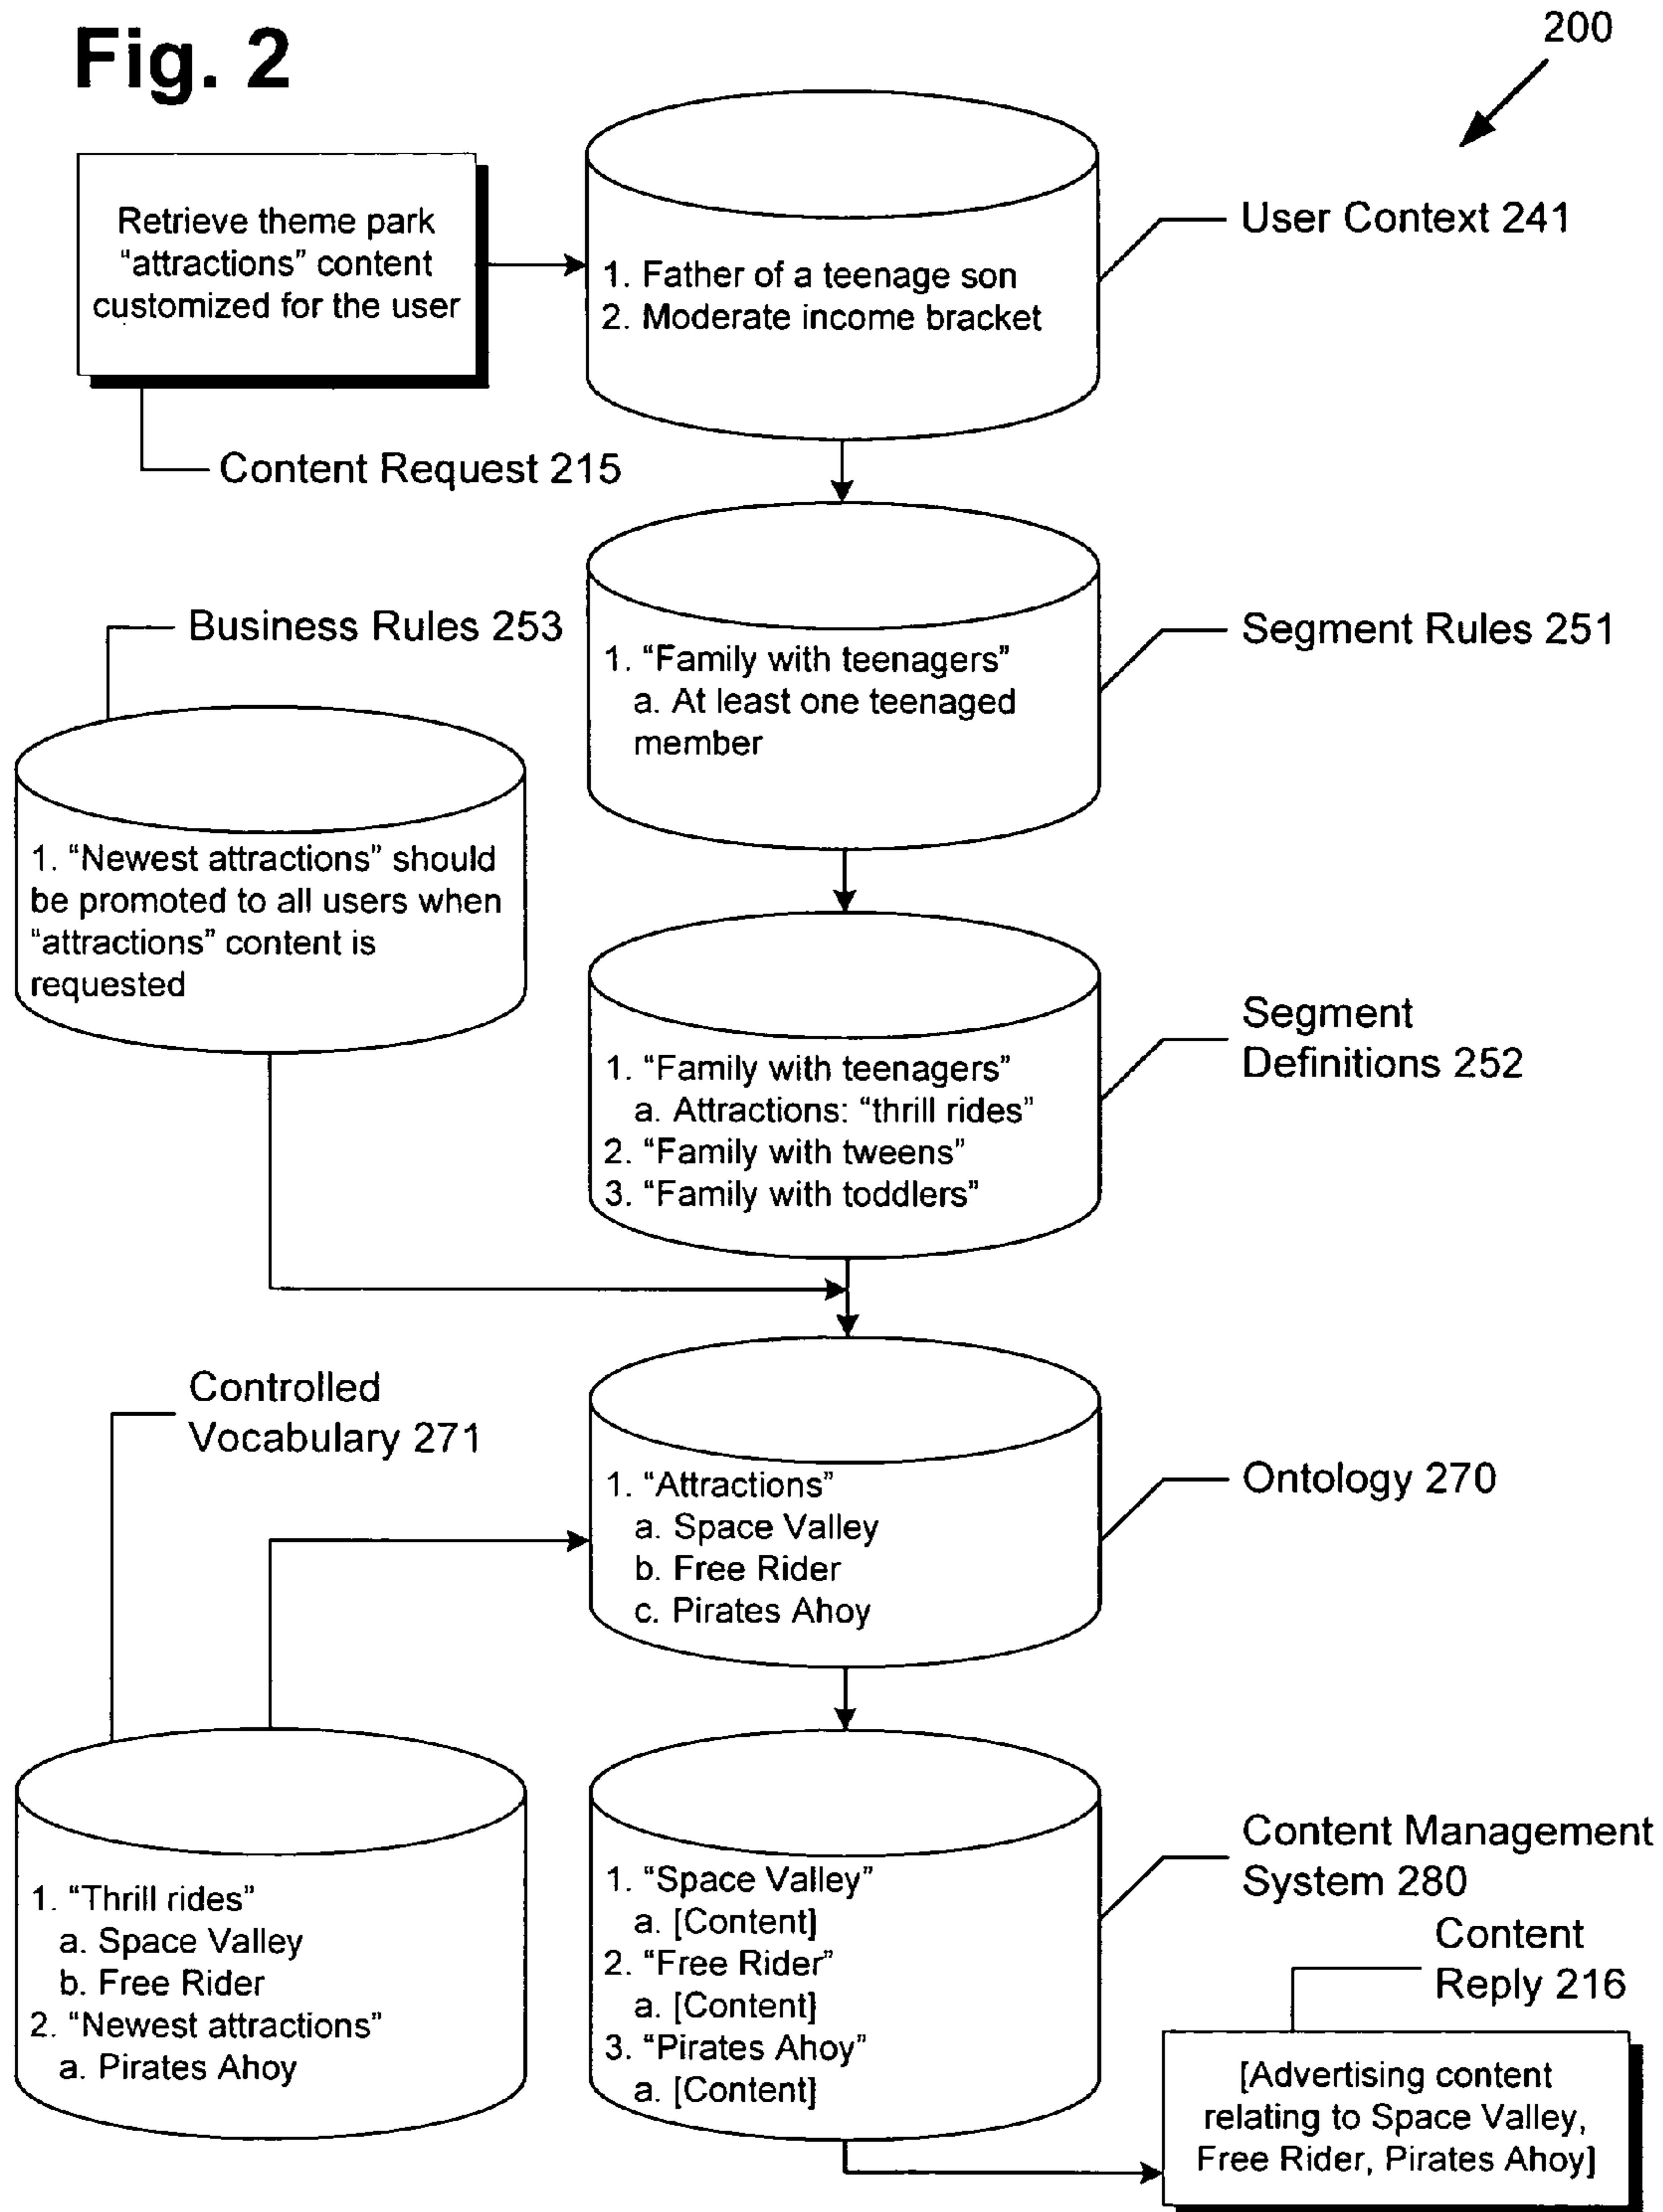 Fig. 2
200
Retrieve theme park
“attractions” content
customized for the user
Content Request 215
1. Father of a teenage son
2. Moderate income bracket
User Context 241
Business Rules 253
1. “Newest attractions” should
be promoted to all users when
“attractions” content is
requested
1. “Family with teenagers”
a. At least one teenaged
member
Segment Rules 251
1. “Family with teenagers”
a. Attractions: “thrill rides”
2. “Family with tweens”
3. “Family with toddlers”
Segment
Definitions 252
Controlled
Vocabulary 271
1. “Attractions”
a. Space Valley
b. Free Rider
c. Pirates Ahoy
Ontology 270
1. “Thrill rides”
a. Space Valley
b. Free Rider
2. “Newest attractions”
a. Pirates Ahoy
1. “Space Valley”
a. [Content]
2. “Free Rider”
a. [Content]
3. “Pirates Ahoy”
a. [Content]
Content Management
System 280
Content
Reply 216
[Advertising content
relating to Space Valley,
Free Rider, Pirates Ahoy]